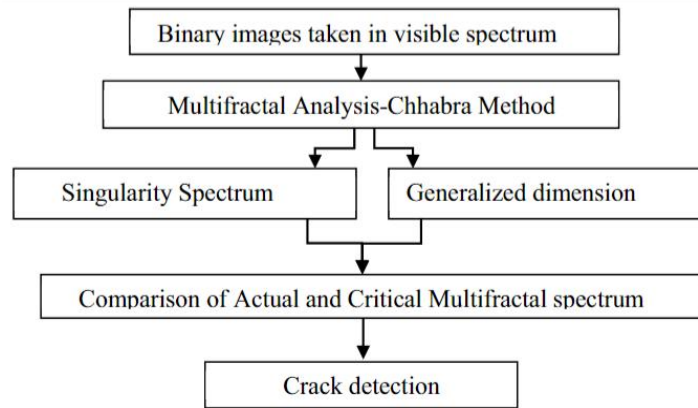 Binary images taken in visible spectrum
Multifractal Analysis-Chhabra Method
Singularity Spectrum
Generalized dimension
Comparison of Actual and Critical Multifractal spectrum
Crack detection